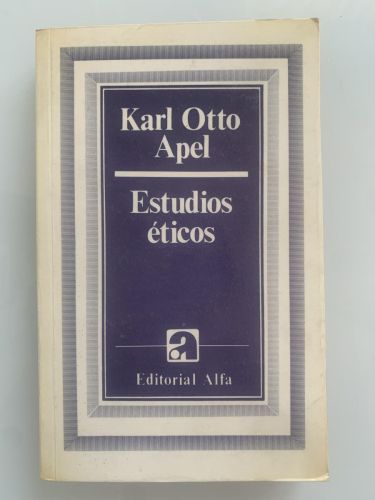 Karl Otto
Apel
Estudios
éticos
a
Editorial Alfa